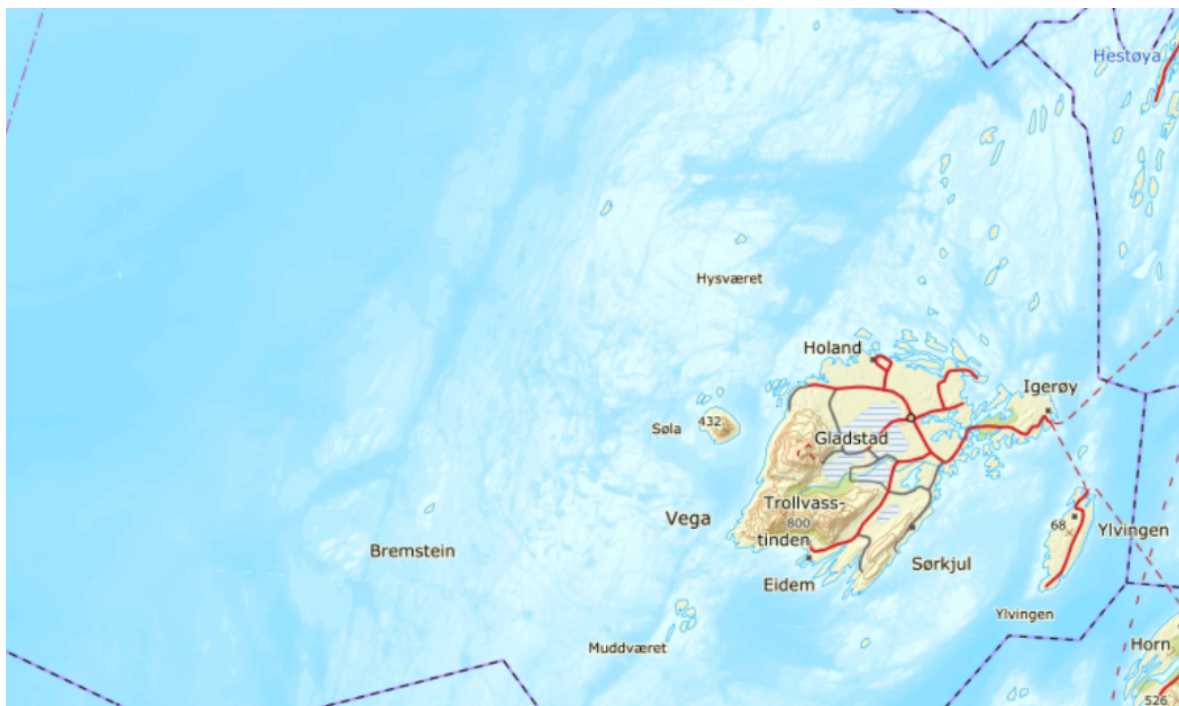 Hestøya
Hysværet
Holand
Igerøy
432
Søla
Gladstad
Trollvass-
800
tinden
Vega
68
Ylvingen
Bremstein
Sørkjul
Eidem
Ylvingen
Muddværet
Horn
526